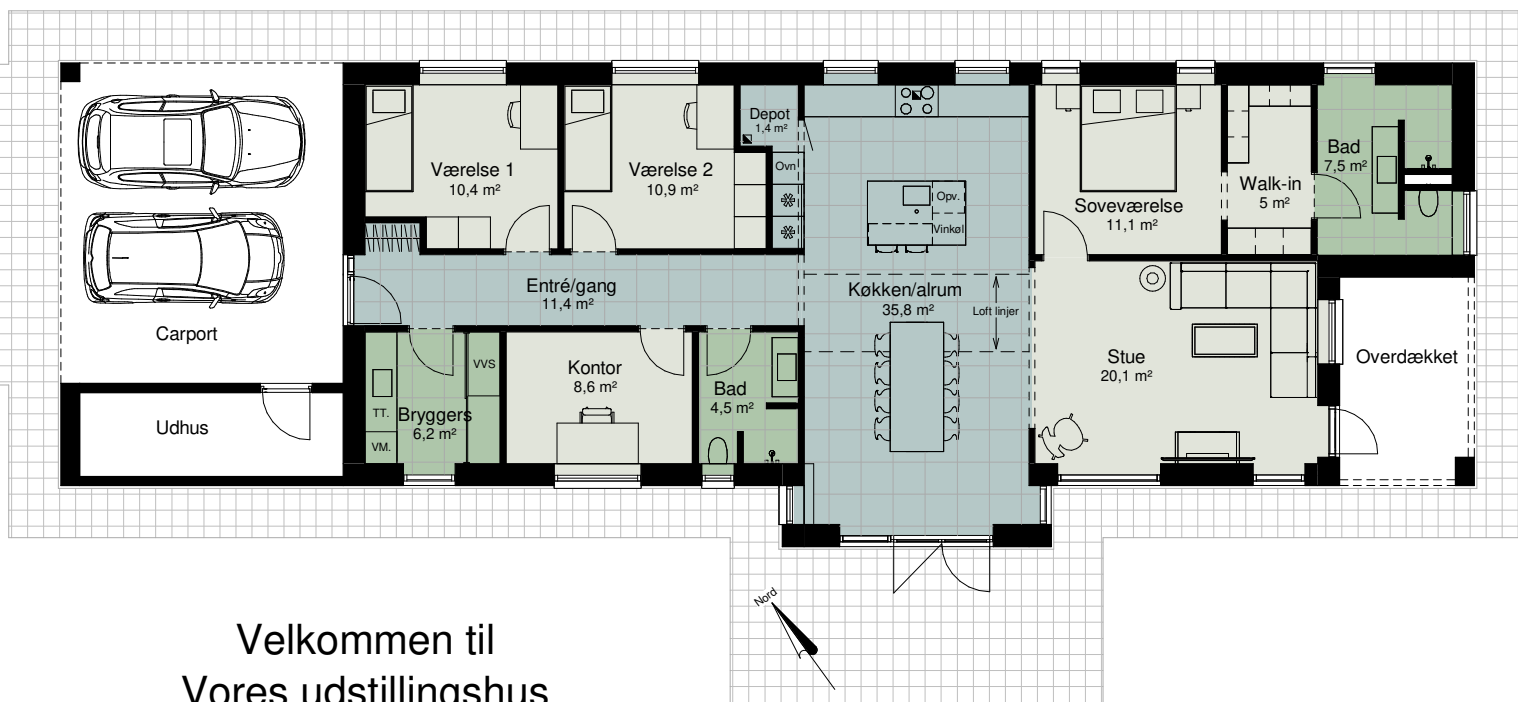 Værelse 1
10,4 m²
Værelse 2
10,9 m²
Depot
1,4 m²
Ovn
Opv.
Vinkøl
Soveværelse
11,1 m²
Walk-in
5 m²
Bad
7,5 m²
Entré/gang
11,4 m²
Køkken/alrum
35,8 m²
Loft linjer
Carport
Udhus
TT.
VM.
Bryggers
6,2 m²
VVS
Kontor
8,6 m²
Bad
4,5 m²
Stue
20,1 m²
Overdækket
Nord
Velkommen til
Vores udstillingshus